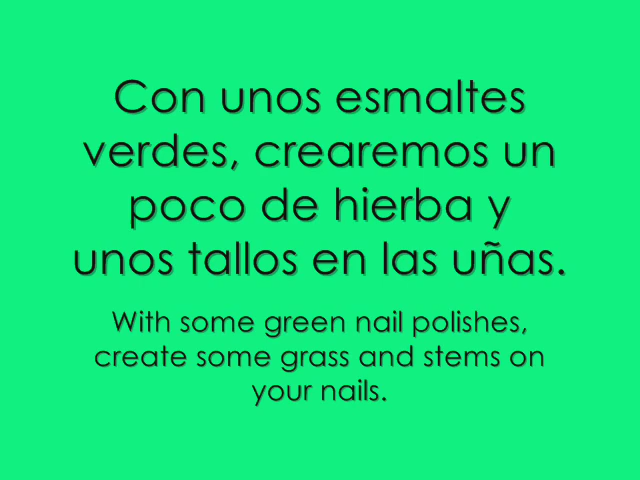 Con unos esmaltes
verdes, crearemos un
poco de hierba y
unos tallos en las uñas.
With some green nail polishes,
create some grass and stems on
your nails.